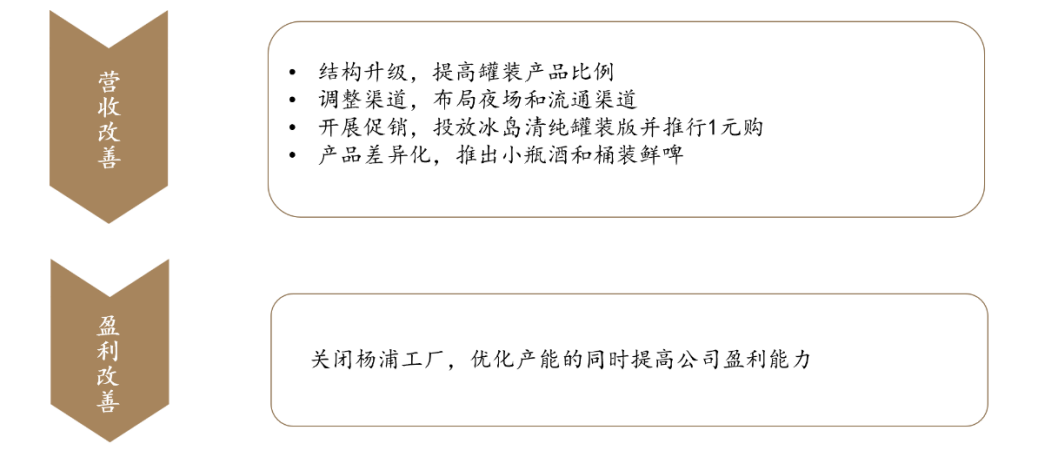 营收改善
• 结构升级，提高罐装产品比例
• 调整渠道，布局夜场和流通渠道
• 开展促销，投放冰岛清纯罐装版并推行1元购
• 产品差异化，推出小瓶酒和桶装鲜啤
盈利改善
关闭杨浦工厂，优化产能的同时提高公司盈利能力